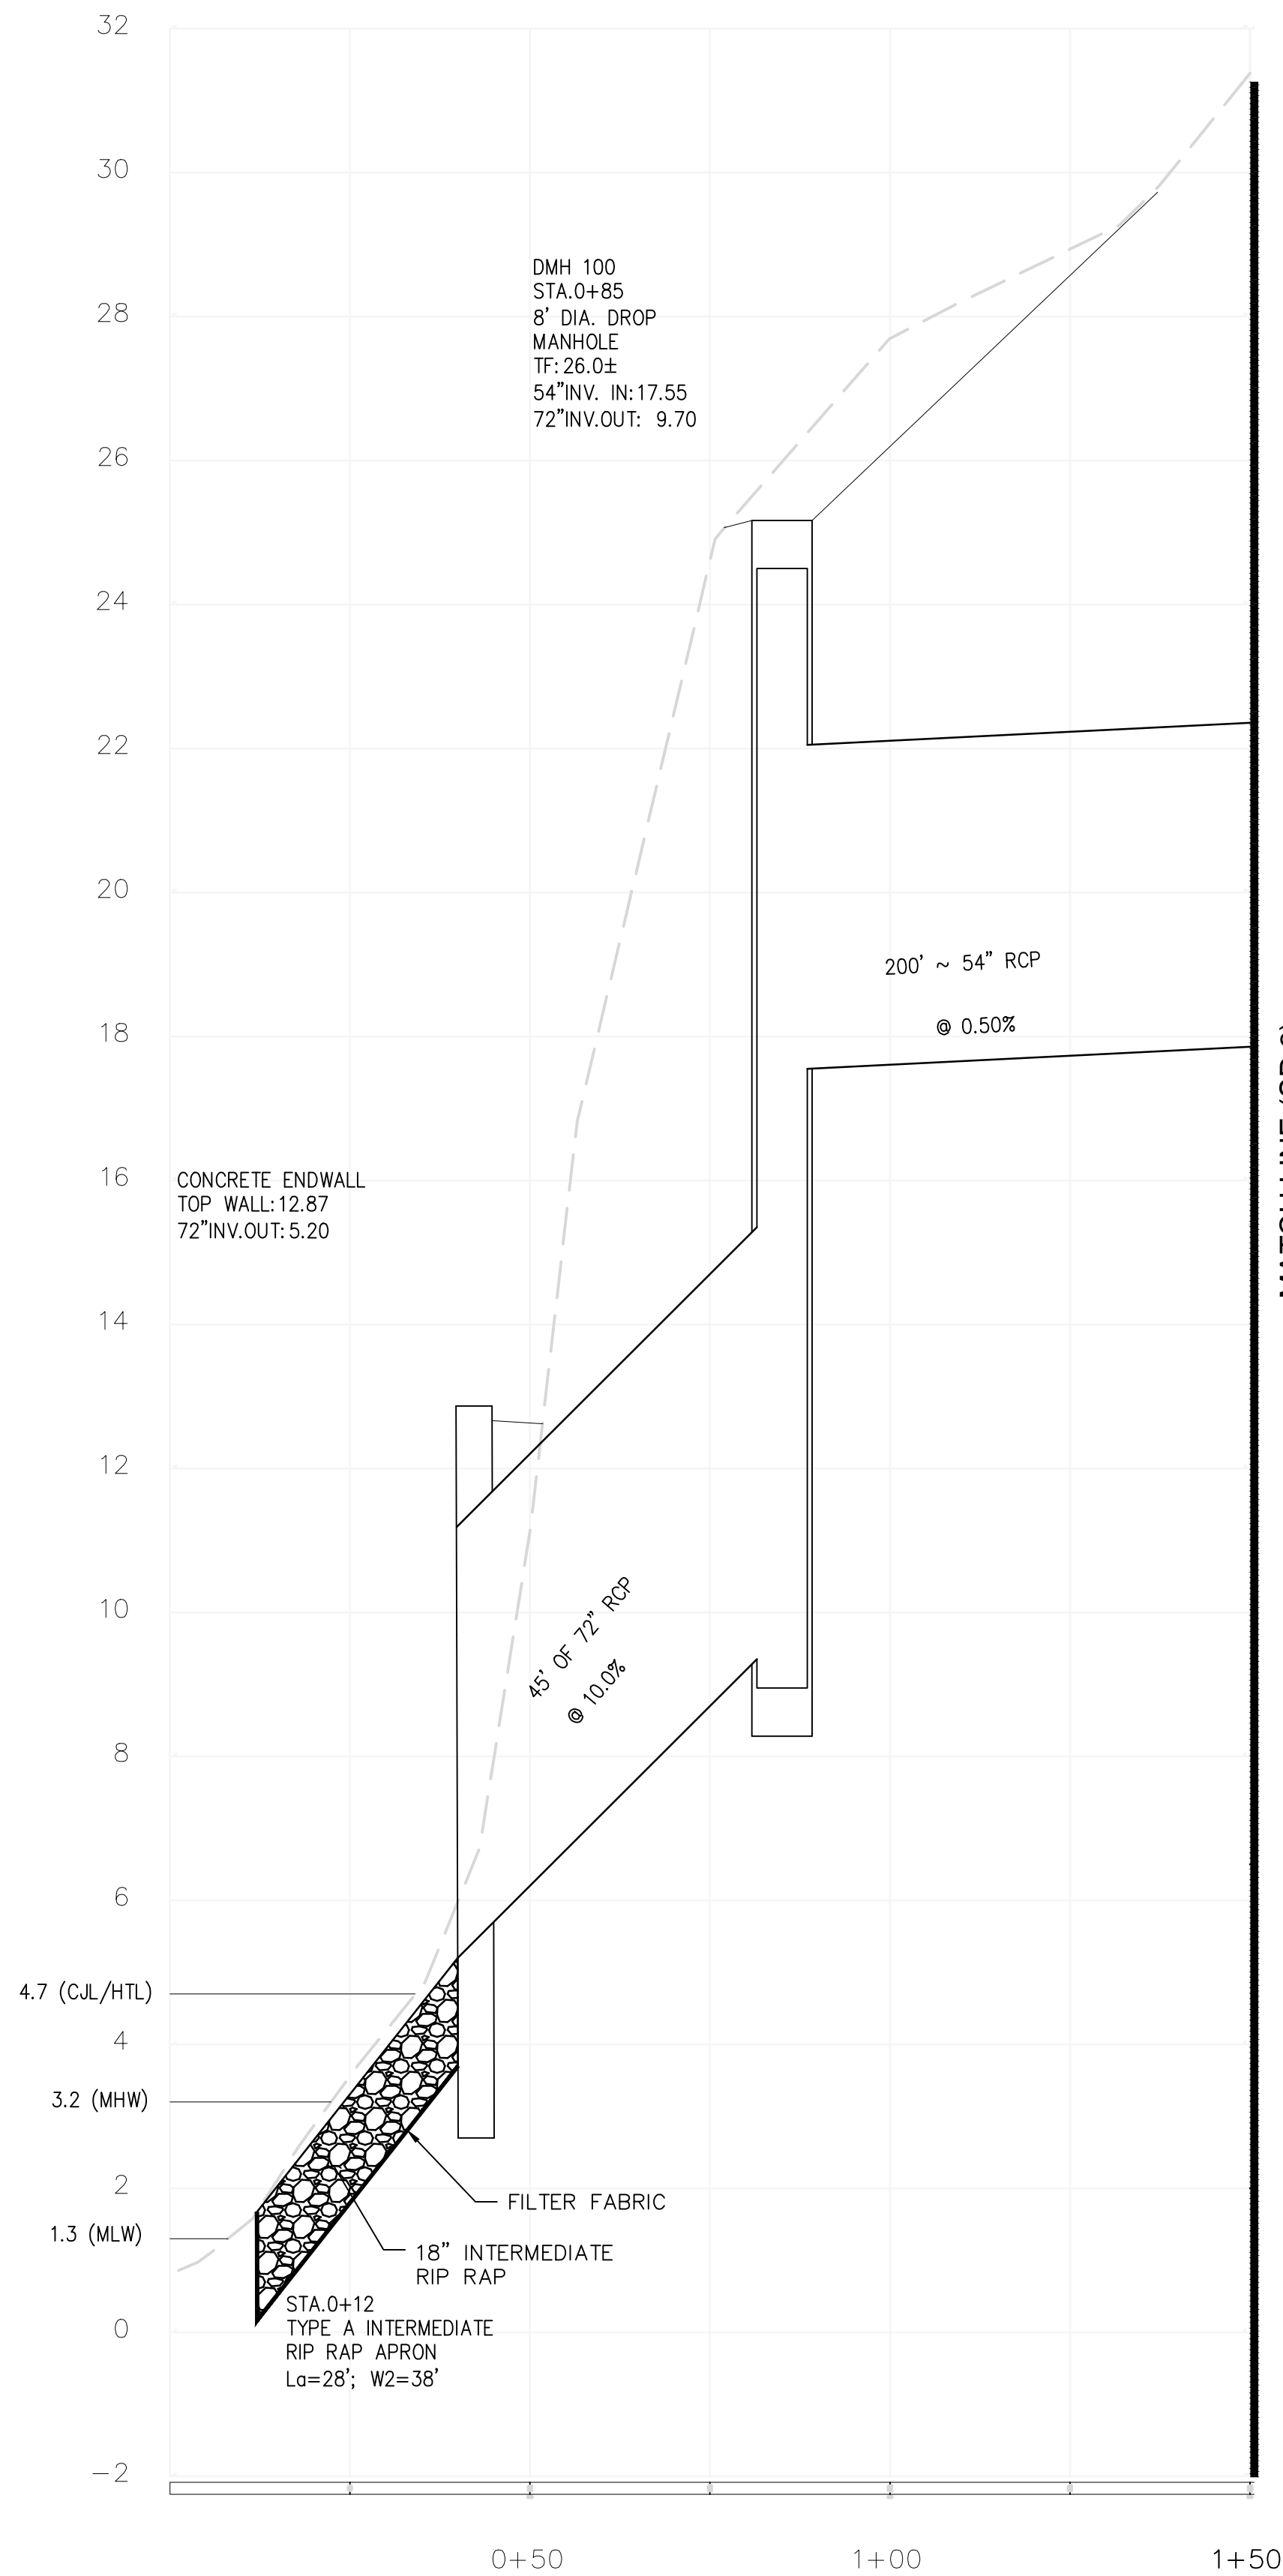 32
30
DMH 100
STA.0+85
8' DIA. DROP
MANHOLE
TF:26.0±
54"INV. IN:17.55
72"INV.OUT: 9.70
28
26
24
22
20
200' ~ 54" RCP
@ 0.50%
18
16
CONCRETE ENDWALL
TOP WALL:12.87
72"INV.OUT:5.20
14
12
10
45' OF 72" RCP
@ 10.0%
8
6
4.7 (CJL/HTL)
4
3.2 (MHW)
2
FILTER FABRIC
1.3 (MLW)
18" INTERMEDIATE
RIP RAP
0
STA.0+12
TYPE A INTERMEDIATE
RIP RAP APRON
La=28'; W2=38'
-2
0+50
1+00
1+50